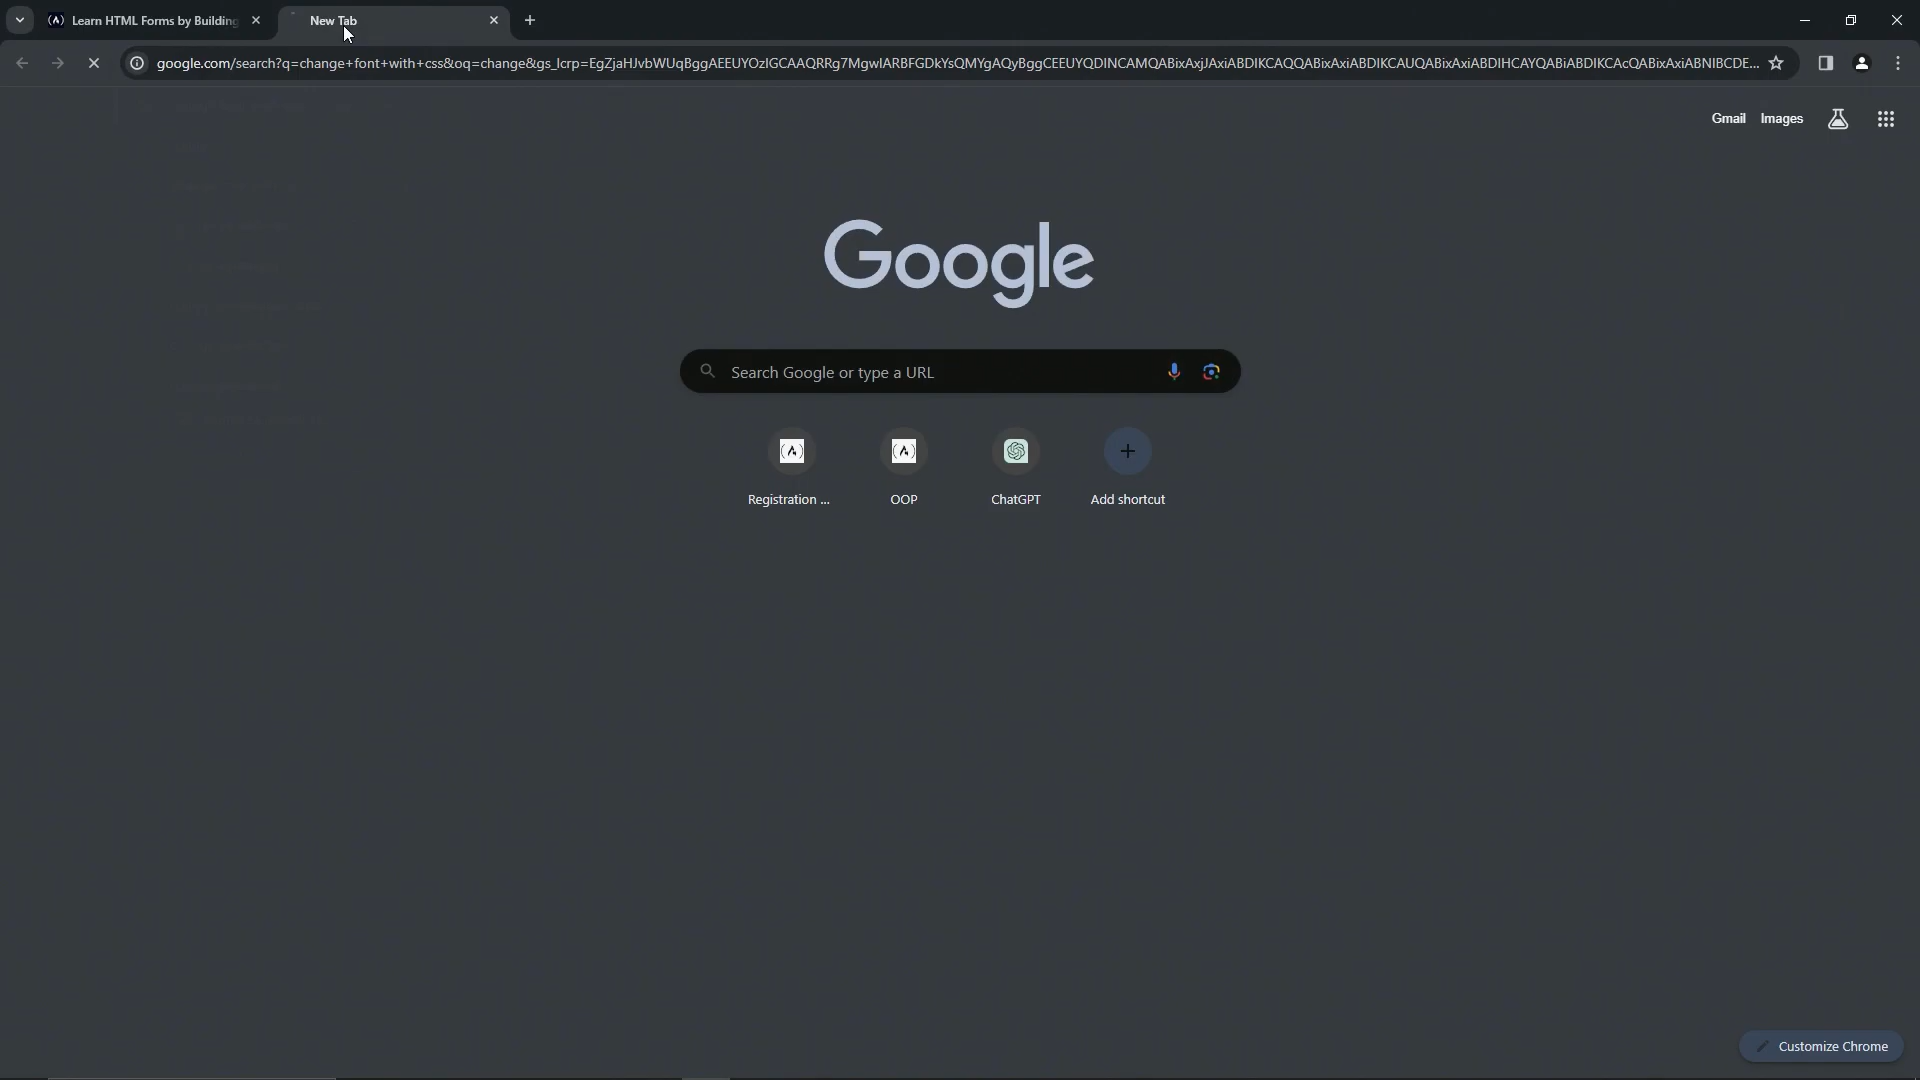 Learn HTML Forms by Building
New Tab
google.com/search?q=change+font+with+css&oq=change&gs_lcrp=EgZjaHJvbWUqBggAEEUYOzIGCAAQRRg7MgwIARBFGDkYsQMYgAQyBggCEEUYQDINCAMQABixAxjJAxiABDIKCAQQABixAxiABDIKCAUQABixAxiABDIHCAYQABiABDIKCAcQABixAxiABNIBCDE...
Gmail Images
Google
Search Google or type a URL
Registration ... OOP ChatGPT Add shortcut
Customize Chrome